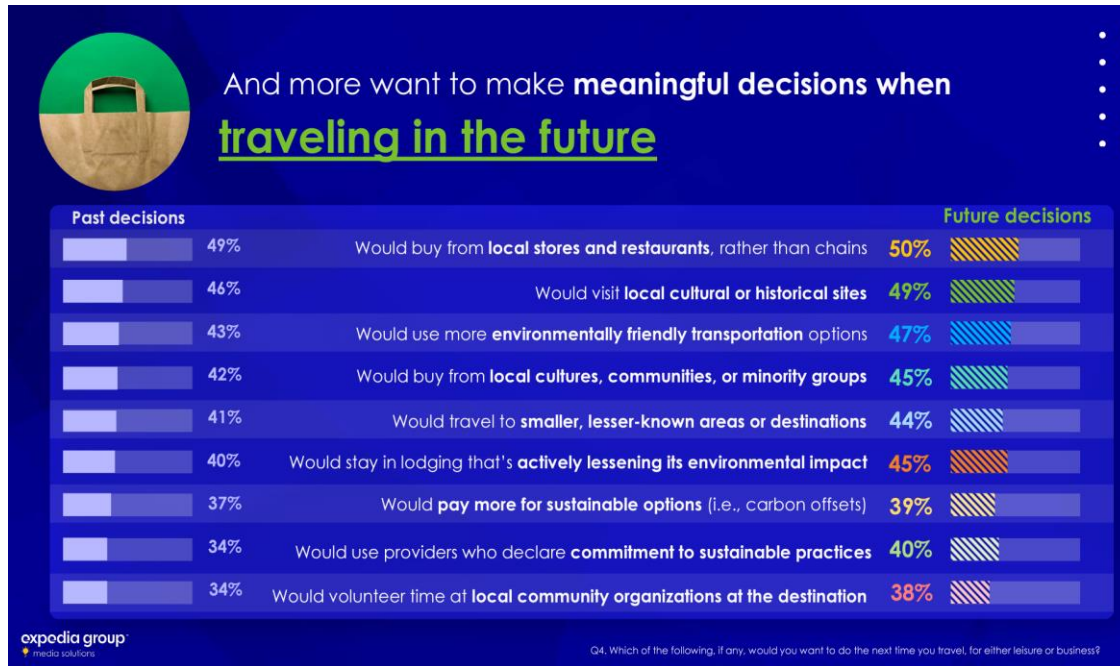 And more want to make meaningful decisions when
traveling in the future
Past decisions
Future decisions
49% Would buy from local stores and restaurants, rather than chains 50%
46% Would visit local cultural or historical sites 49%
43% Would use more environmentally friendly transportation options 47%
42% Would buy from local cultures, communities, or minority groups 45%
41% Would travel to smaller, lesser-known areas or destinations 44%
40% Would stay in lodging that's actively lessening its environmental impact 45%
37% Would pay more for sustainable options (i.e., carbon offsets) 39%
34% Would use providers who declare commitment to sustainable practices 40%
34% Would volunteer time at local community organizations at the destination 38%
expedia group
media solutions
Q4. Which of the following, if any, would you want to do the next time you travel, for either leisure or business?